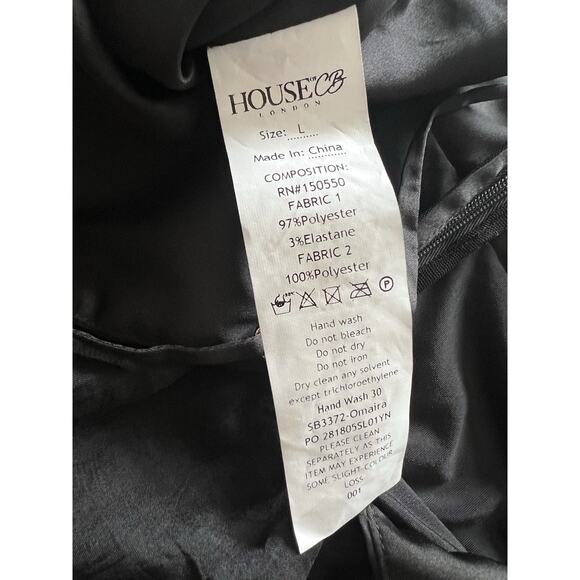 HOUSE OF CB
LONDON
Size: L
Made In: China
COMPOSITION:
RN#150550
FABRIC 1
97%Polyester
3%Elastane
FABRIC 2
100%Polyester
P
Hand wash
Do not bleach
Do not dry
Do not iron
Dry clean any solvent
except trichloroethylene
Hand Wash 30
SB3372-Omaira
PO 281805SL01YN
PLEASE CLEAN
SEPARATELY AS THIS
ITEM MAY EXPERIENCE
SOME SLIGHT COLOUR
LOSS
001